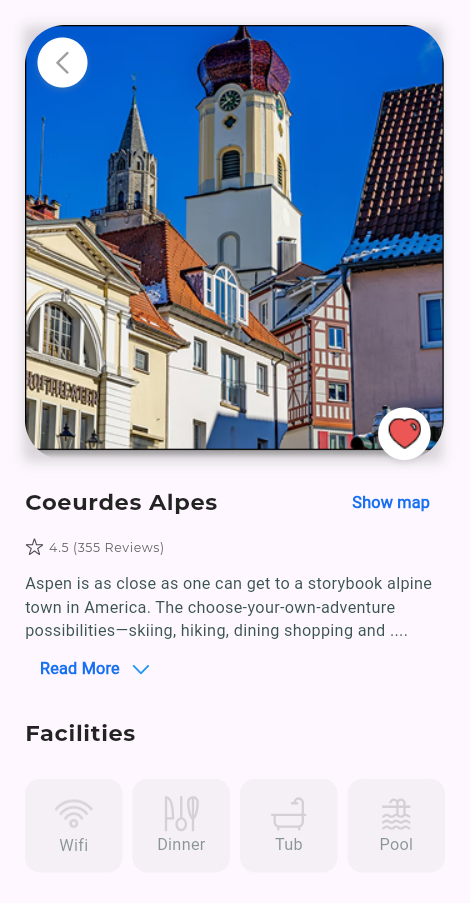 Coeurdes Alpes
Show map
4.5 (355 Reviews)
Aspen is as close as one can get to a storybook alpine
town in America. The choose-your-own-adventure
possibilities—skiing, hiking, dining shopping and ....
Read More
Facilities
Wifi
Dinner
Tub
Pool